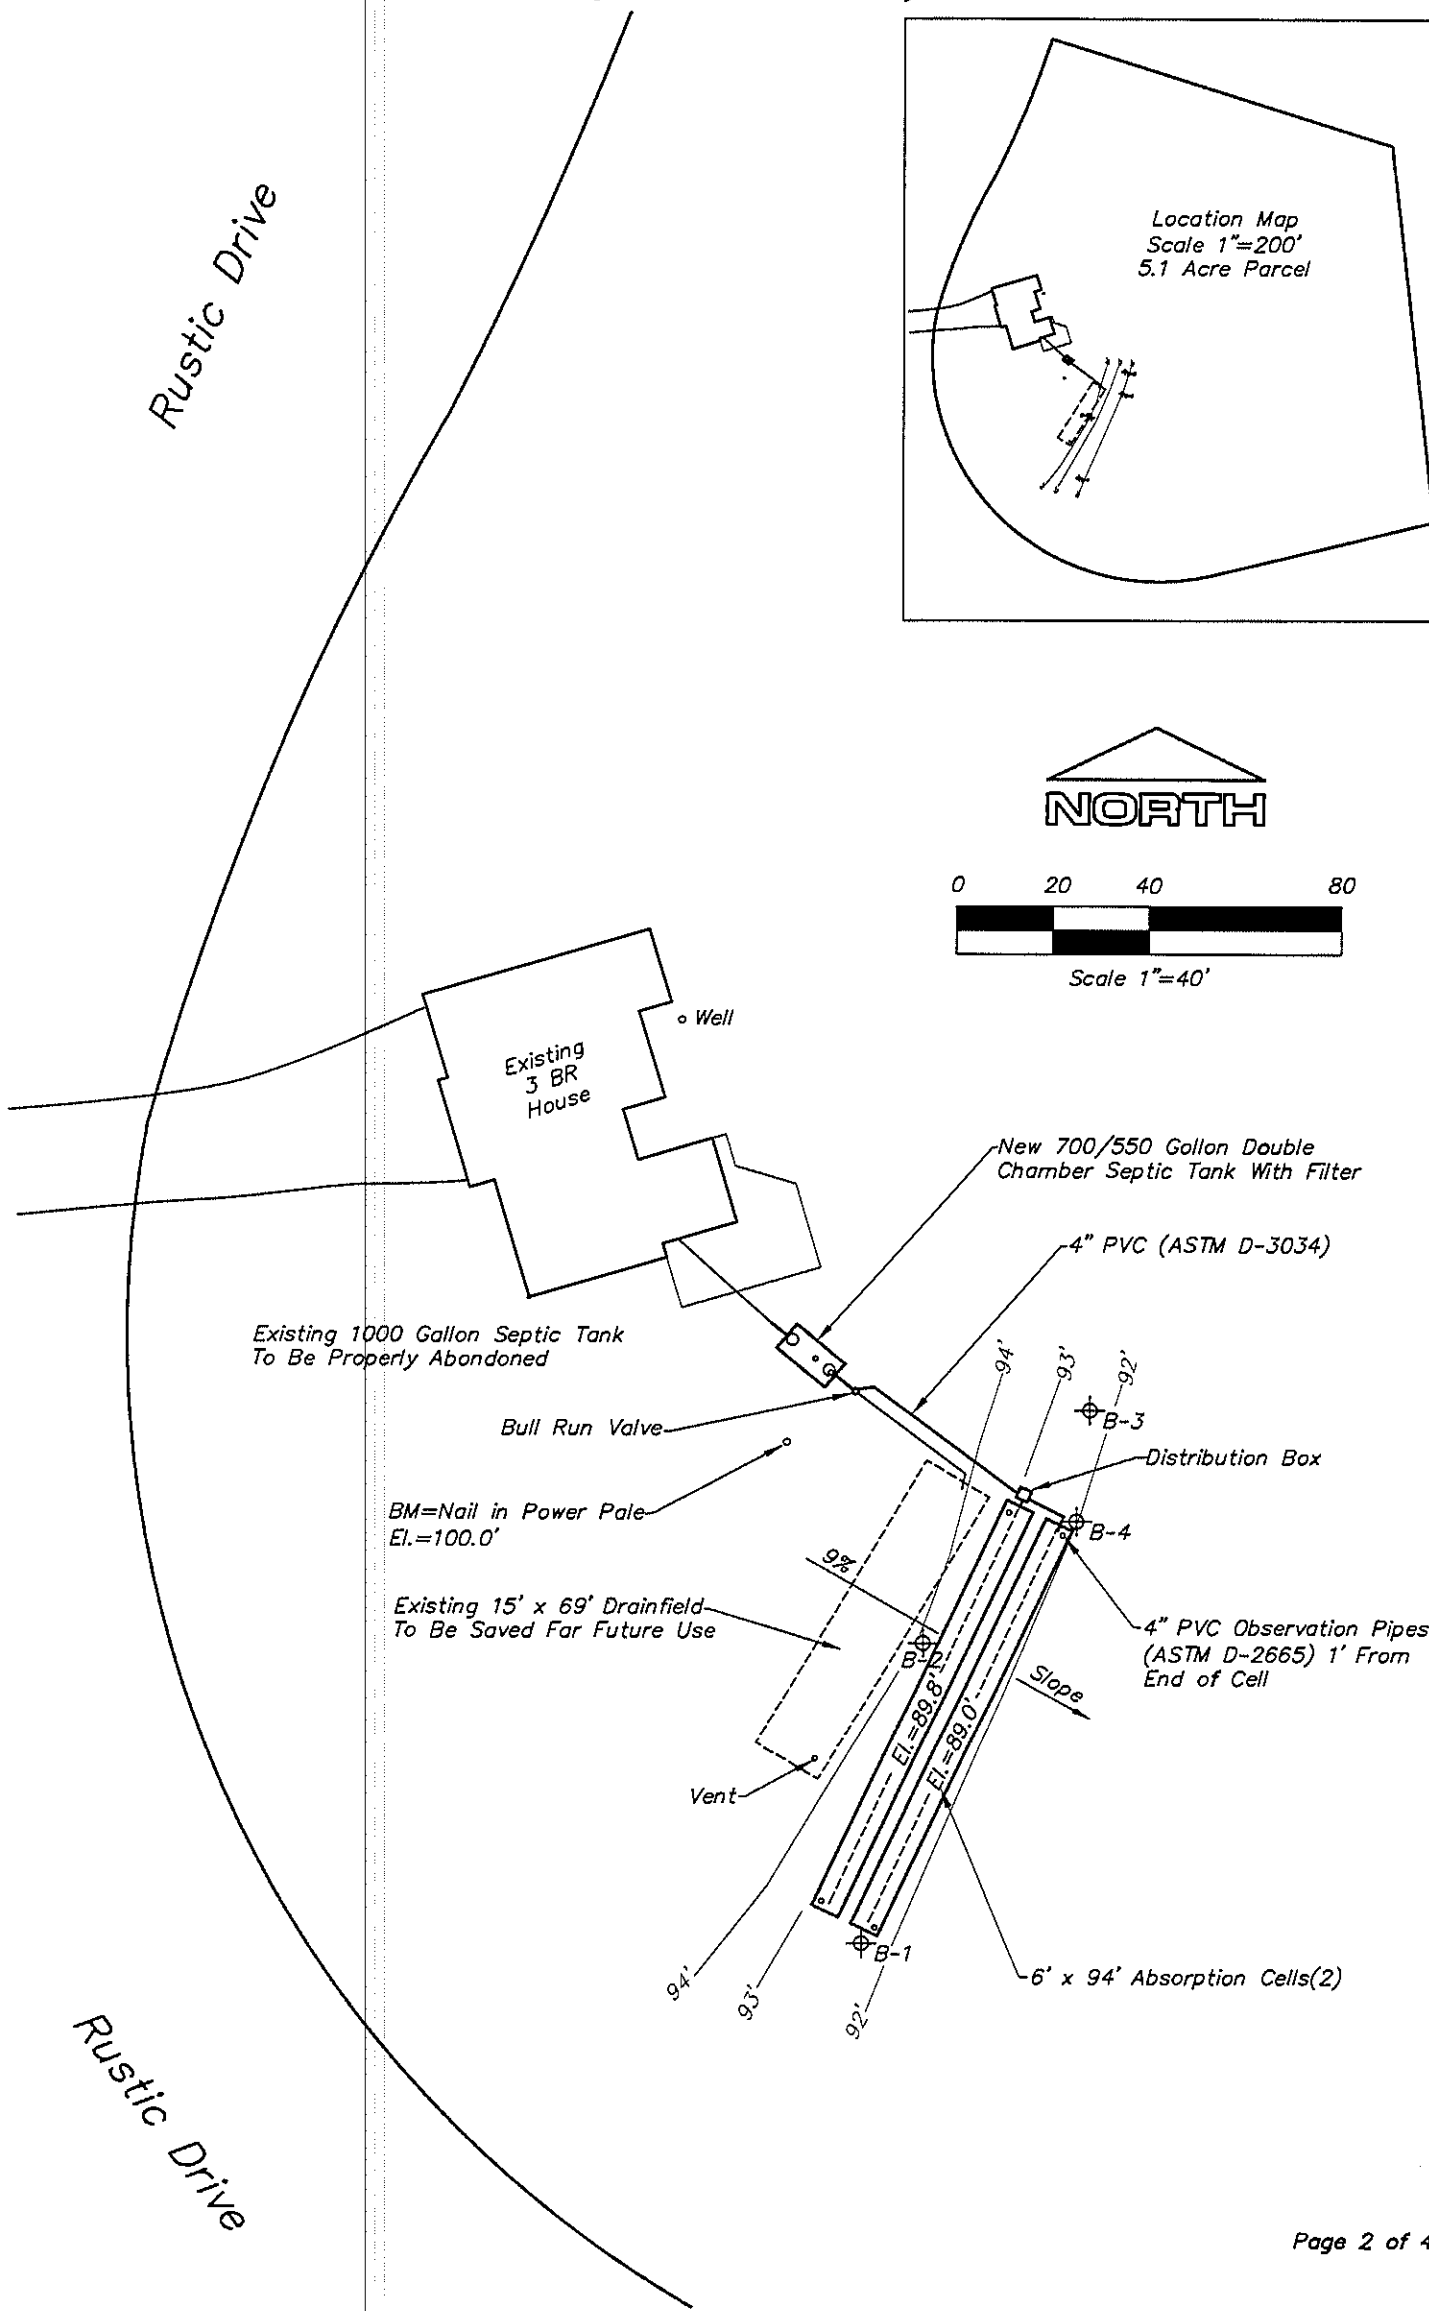 Rustic Drive
Location Map
Scale 1"=200'
5.1 Acre Parcel
NORTH
0 20 40 80
Scale 1"=40'
Well
Existing
3 BR
House
New 700/550 Gollon Double
Chamber Septic Tank With Filter
4" PVC (ASTM D-3034)
Existing 1000 Gallon Septic Tank
To Be Properly Abondoned
94'
93'
92'
B-3
Bull Run Valve
Distribution Box
BM=Nail in Power Pale
El.=100.0'
B-4
9%
Existing 15' x 69' Drainfield
To Be Saved Far Future Use
4" PVC Observation Pipes
(ASTM D-2665) 1' From
End of Cell
B-2
Slope
El.=89.8'
El.=89.0'
Vent
B-1
6' x 94' Absorption Cells(2)
94'
93'
92'
Rustic Drive
Page 2 of 4